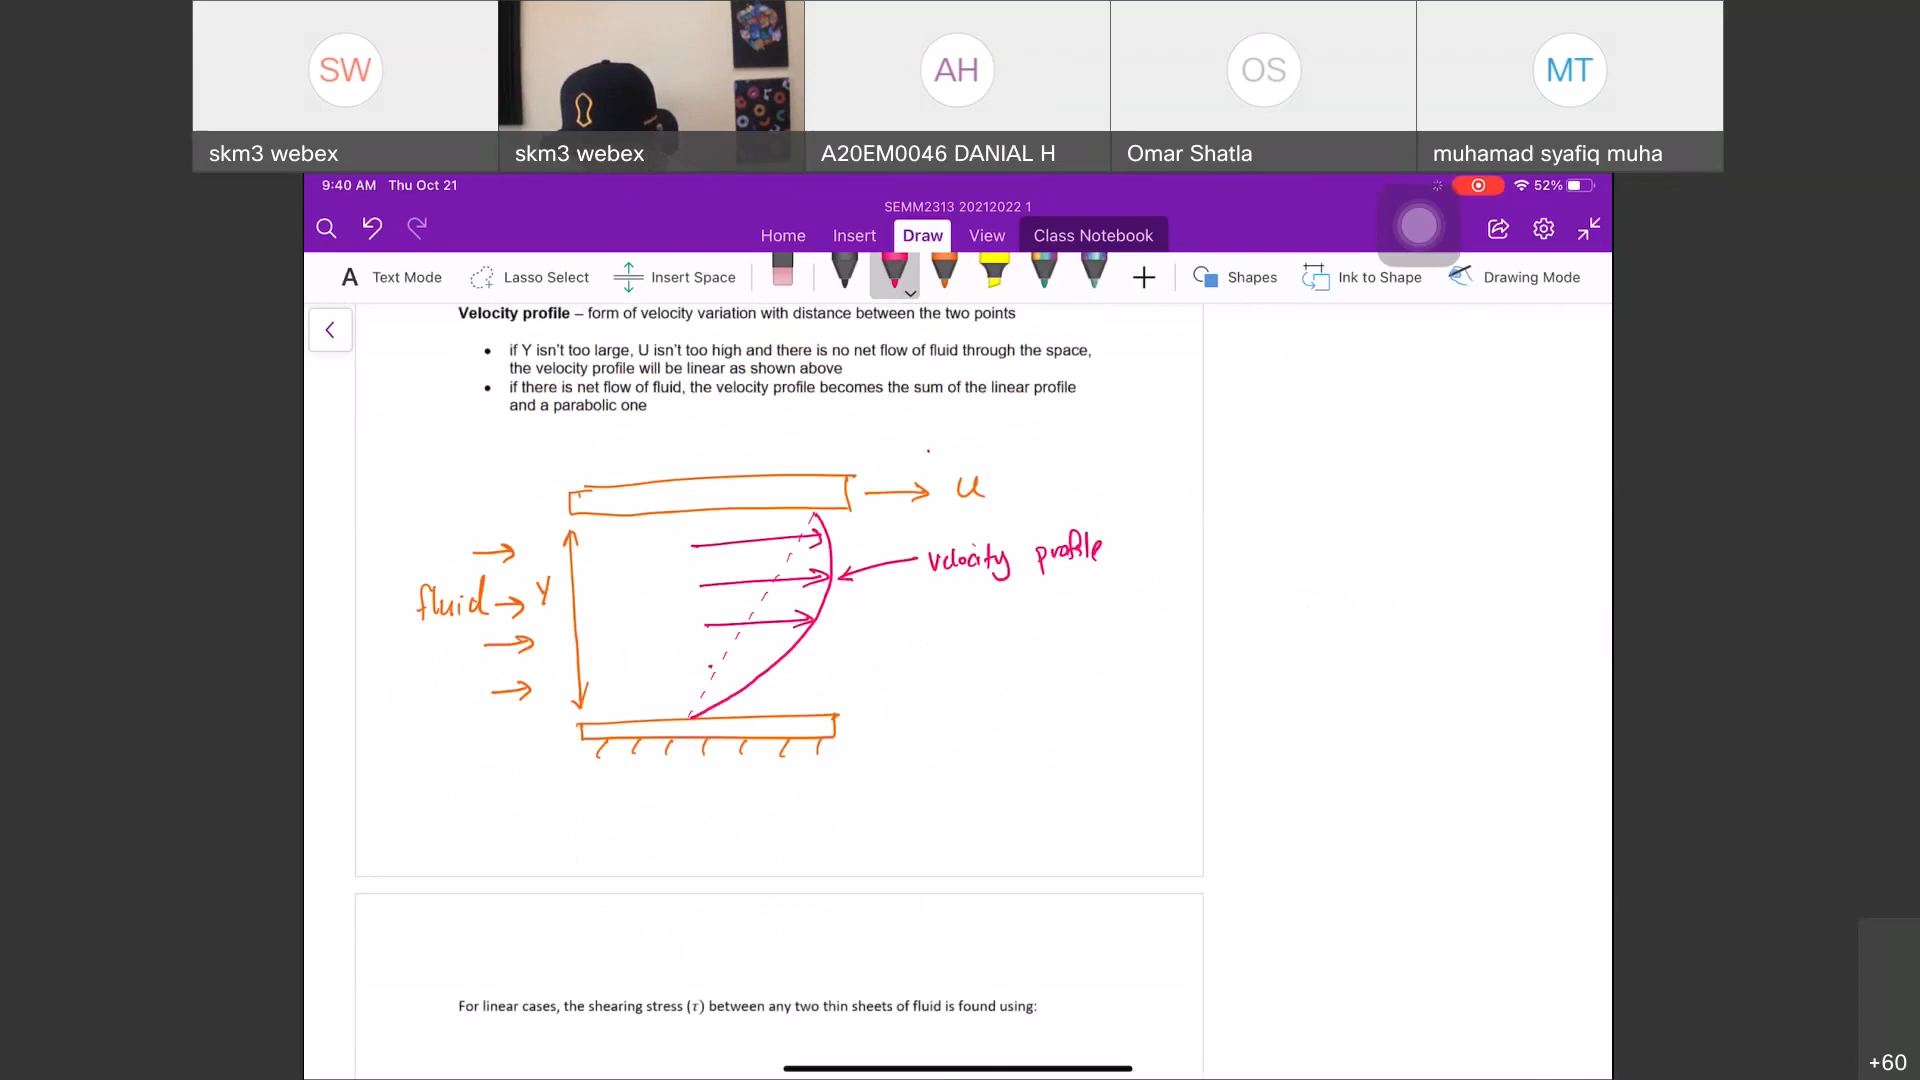 SW
AH
OS
MT
skm3 webex
skm3 webex
A20EM0046 DANIAL H
Omar Shatla
muhamad syafiq muha
9:40 AM Thu Oct 21
52%
SEMM2313 20212022 1
Home Insert Draw View Class Notebook
A Text Mode Lasso Select Insert Space Shapes Ink to Shape Drawing Mode
Velocity profile – form of velocity variation with distance between the two points
• if Y isn't too large, U isn't too high and there is no net flow of fluid through the space,
the velocity profile will be linear as shown above
• if there is net flow of fluid, the velocity profile becomes the sum of the linear profile
and a parabolic one
U
velocity profile
fluid Y
For linear cases, the shearing stress (τ) between any two thin sheets of fluid is found using:
+60